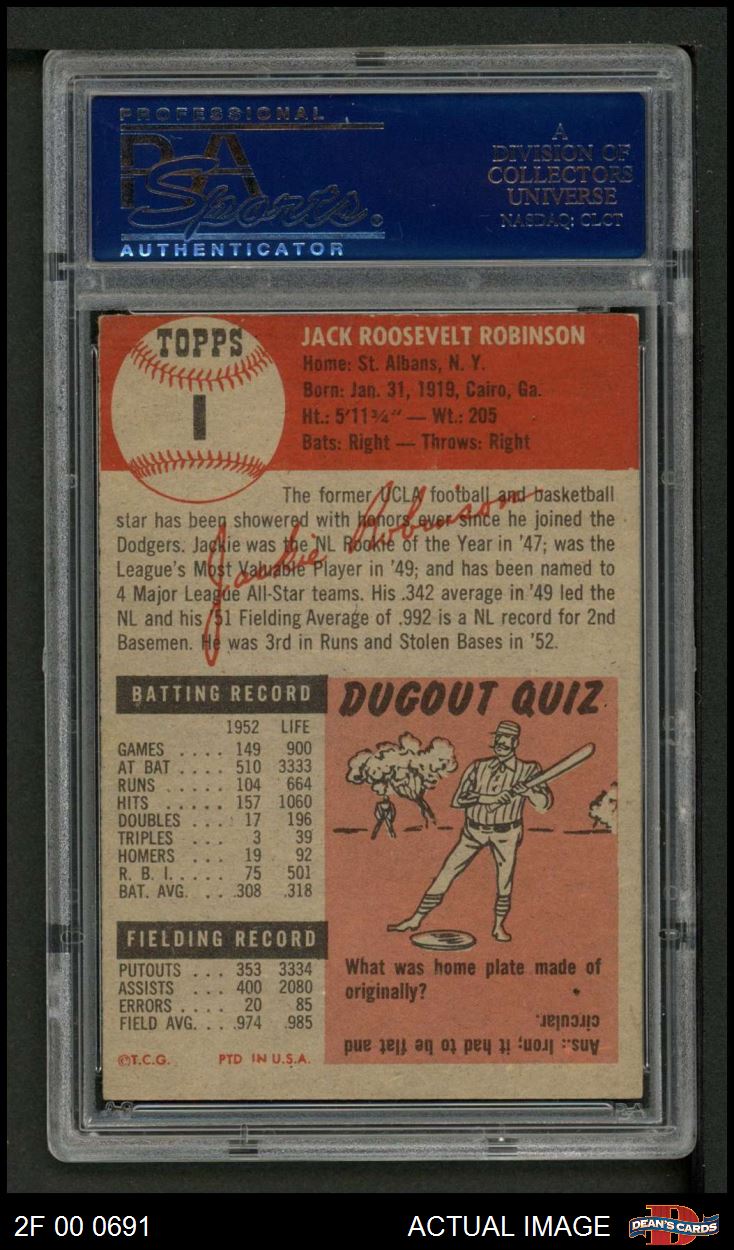 PROFESSIONAL
PSA
Sports
AUTHENTICATOR
A
DIVISION OF
COLLECTORS
UNIVERSE
NASDAQ: CLCT
TOPPS
1
JACK ROOSEVELT ROBINSON
Home: St. Albans, N. Y.
Born: Jan. 31, 1919, Cairo, Ga.
Ht.: 5'11¾" — Wt.: 205
Bats: Right — Throws: Right
The former UCLA football and basketball
star has been showered with honors ever since he joined the
Dodgers. Jackie was the NL Rookie of the Year in '47; was the
League's Most Valuable Player in '49; and has been named to
4 Major League All-Star teams. His .342 average in '49 led the
NL and his '51 Fielding Average of .992 is a NL record for 2nd
Basemen. He was 3rd in Runs and Stolen Bases in '52.
Jackie Robinson
BATTING RECORD
1952 LIFE
GAMES .... 149 900
AT BAT .... 510 3333
RUNS ..... 104 664
HITS ..... 157 1060
DOUBLES ... 17 196
TRIPLES ... 3 39
HOMERS ... 19 92
R. B. I. ..... 75 501
BAT. AVG. ... .308 .318
FIELDING RECORD
PUTOUTS ... 353 3334
ASSISTS ... 400 2080
ERRORS ... 20 85
FIELD AVG. ... .974 .985
©T.C.G. PTD IN U.S.A.
DUGOUT QUIZ
What was home plate made of
originally?
Ans.: Iron; it had to be flat and
circular.
2F 00 0691
ACTUAL IMAGE
D
DEAN'S CARDS